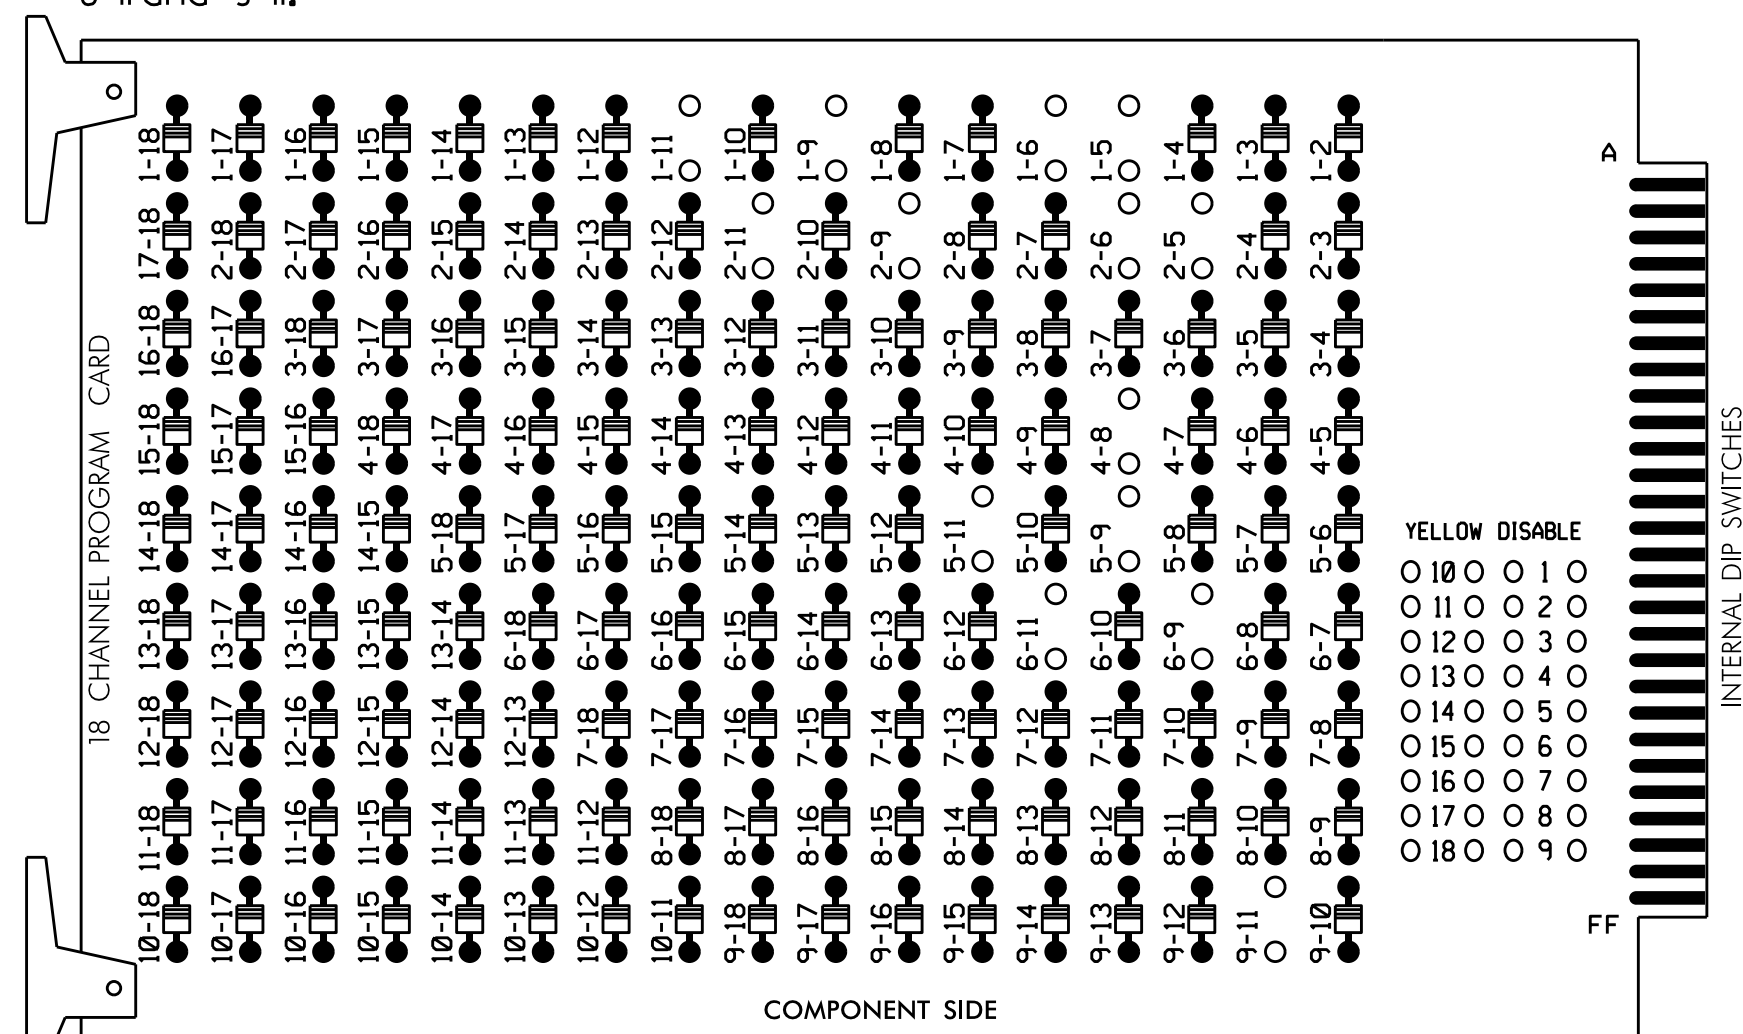 1-18 1-17 1-16 1-15 1-14 1-13 1-12 1-11 1-10 1-9 1-8 1-7 1-6 1-5 1-4 1-3 1-2
A
17-18 2-18 2-17 2-16 2-15 2-14 2-13 2-12 2-11 2-10 2-9 2-8 2-7 2-6 2-5 2-4 2-3
16-18 16-17 3-18 3-17 3-16 3-15 3-14 3-13 3-12 3-11 3-10 3-9 3-8 3-7 3-6 3-5 3-4
15-18 15-17 15-16 4-18 4-17 4-16 4-15 4-14 4-13 4-12 4-11 4-10 4-9 4-8 4-7 4-6 4-5
14-18 14-17 14-16 14-15 5-18 5-17 5-16 5-15 5-14 5-13 5-12 5-11 5-10 5-9 5-8 5-7 5-6
13-18 13-17 13-16 13-15 13-14 6-18 6-17 6-16 6-15 6-14 6-13 6-12 6-11 6-10 6-9 6-8 6-7
12-18 12-17 12-16 12-15 12-14 12-13 7-18 7-17 7-16 7-15 7-14 7-13 7-12 7-11 7-10 7-9 7-8
11-18 11-17 11-16 11-15 11-14 11-13 11-12 8-18 8-17 8-16 8-15 8-14 8-13 8-12 8-11 8-10 8-9
10-18 10-17 10-16 10-15 10-14 10-13 10-12 10-11 9-18 9-17 9-16 9-15 9-14 9-13 9-12 9-11 9-10
18 CHANNEL PROGRAM CARD
YELLOW DISABLE
10 1
11 2
12 3
13 4
14 5
15 6
16 7
17 8
18 9
FF
INTERNAL DIP SWITCHES
COMPONENT SIDE